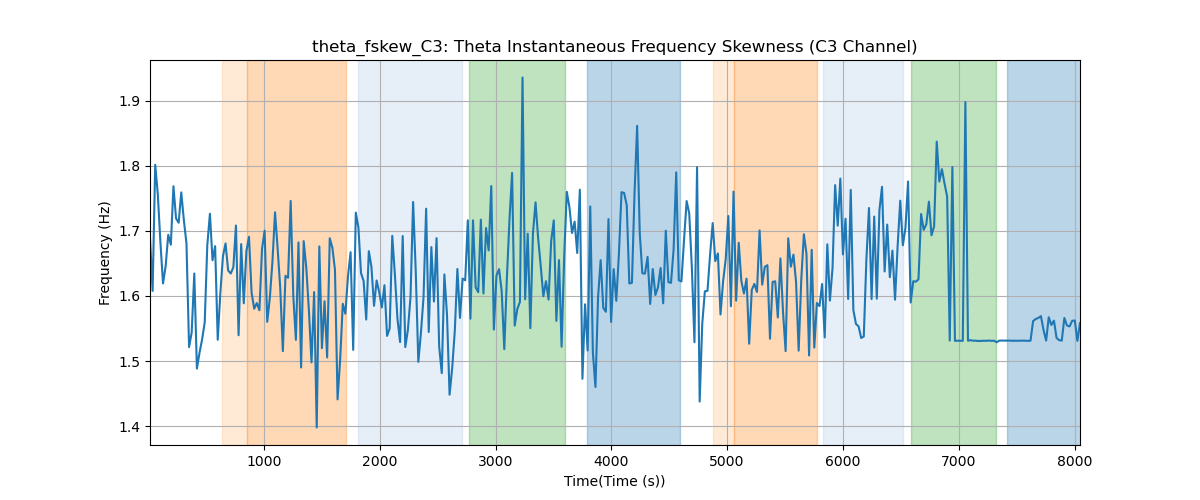 theta_fskew_C3: Theta Instantaneous Frequency Skewness (C3 Channel)
Frequency (Hz)
1.9
1.8
1.7
1.6
1.5
1.4
1000 2000 3000 4000 5000 6000 7000 8000
Time(Time (s))